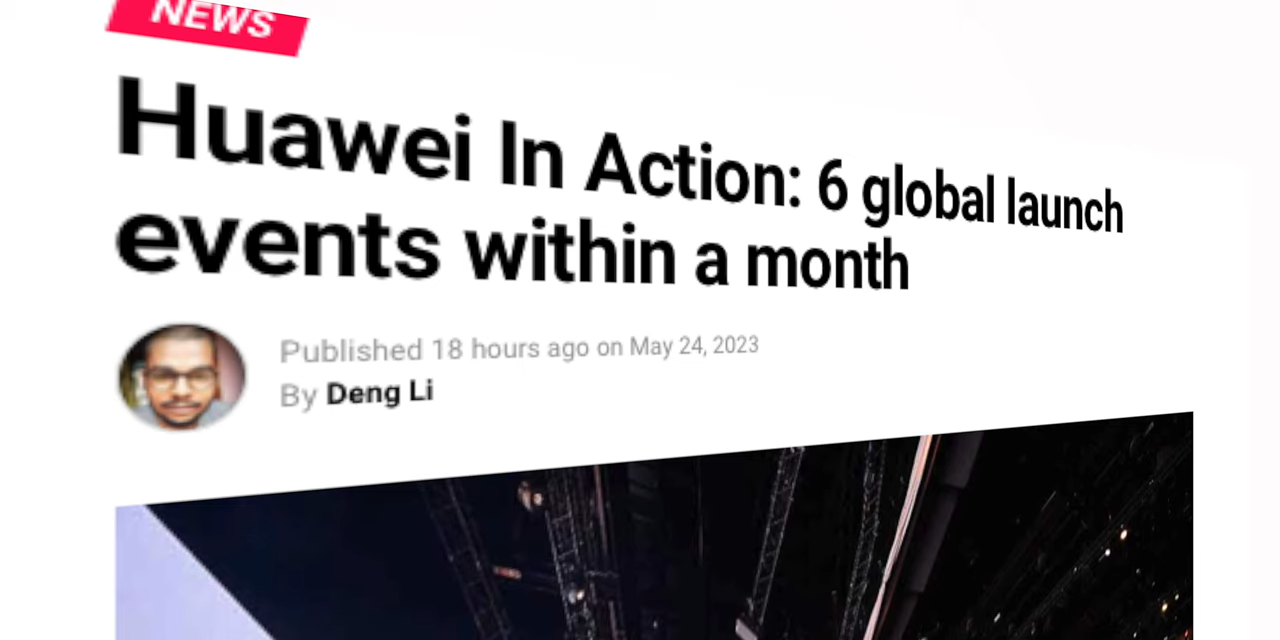 NEWS
Huawei In Action: 6 global launch
events within a month
Published 18 hours ago on May 24, 2023
By Deng Li